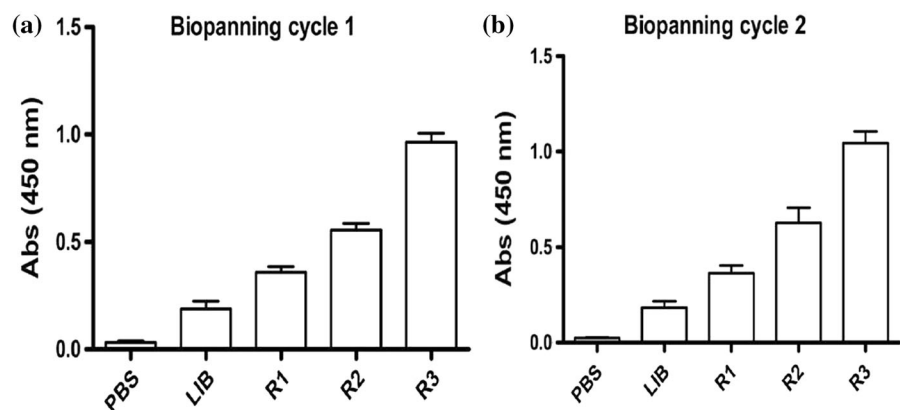 (a)
Biopanning cycle 1
Abs (450 nm)
1.5
1.0
0.5
0.0
PBS
LIB
R1
R2
R3
(b)
Biopanning cycle 2
Abs (450 nm)
1.5
1.0
0.5
0.0
PBS
LIB
R1
R2
R3